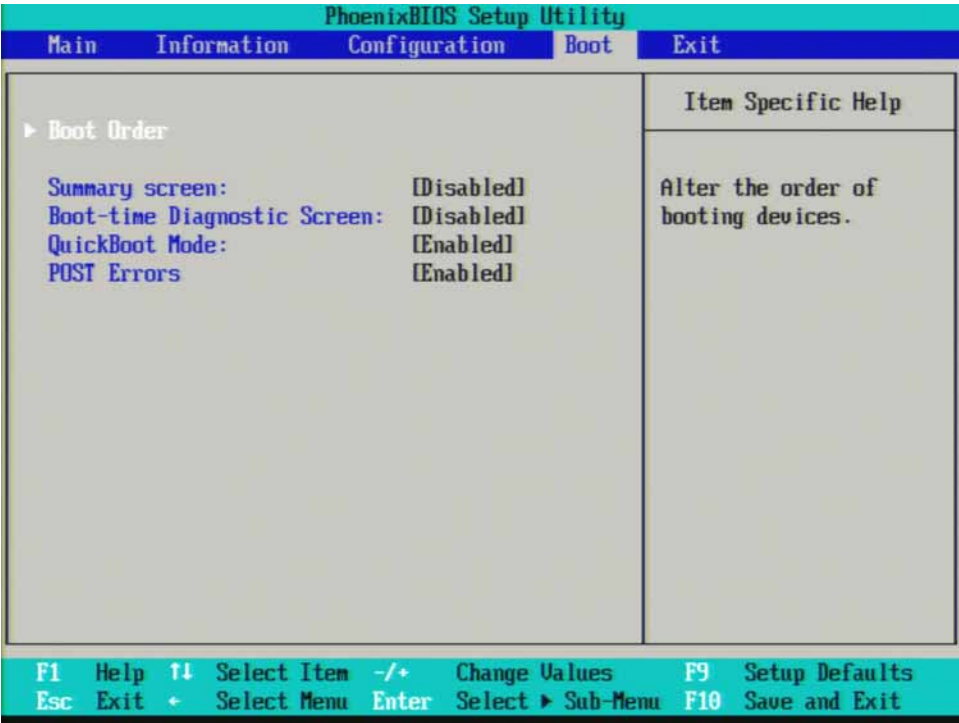 PhoenixBIOS Setup Utility
Main Information Configuration Boot Exit
Item Specific Help
▶ Boot Order
Summary screen: [Disabled]
Boot-time Diagnostic Screen: [Disabled]
QuickBoot Mode: [Enabled]
POST Errors [Enabled]
Alter the order of
booting devices.
F1 Help ↑↓ Select Item -/+ Change Values F9 Setup Defaults
Esc Exit ← Select Menu Enter Select ▶ Sub-Menu F10 Save and Exit